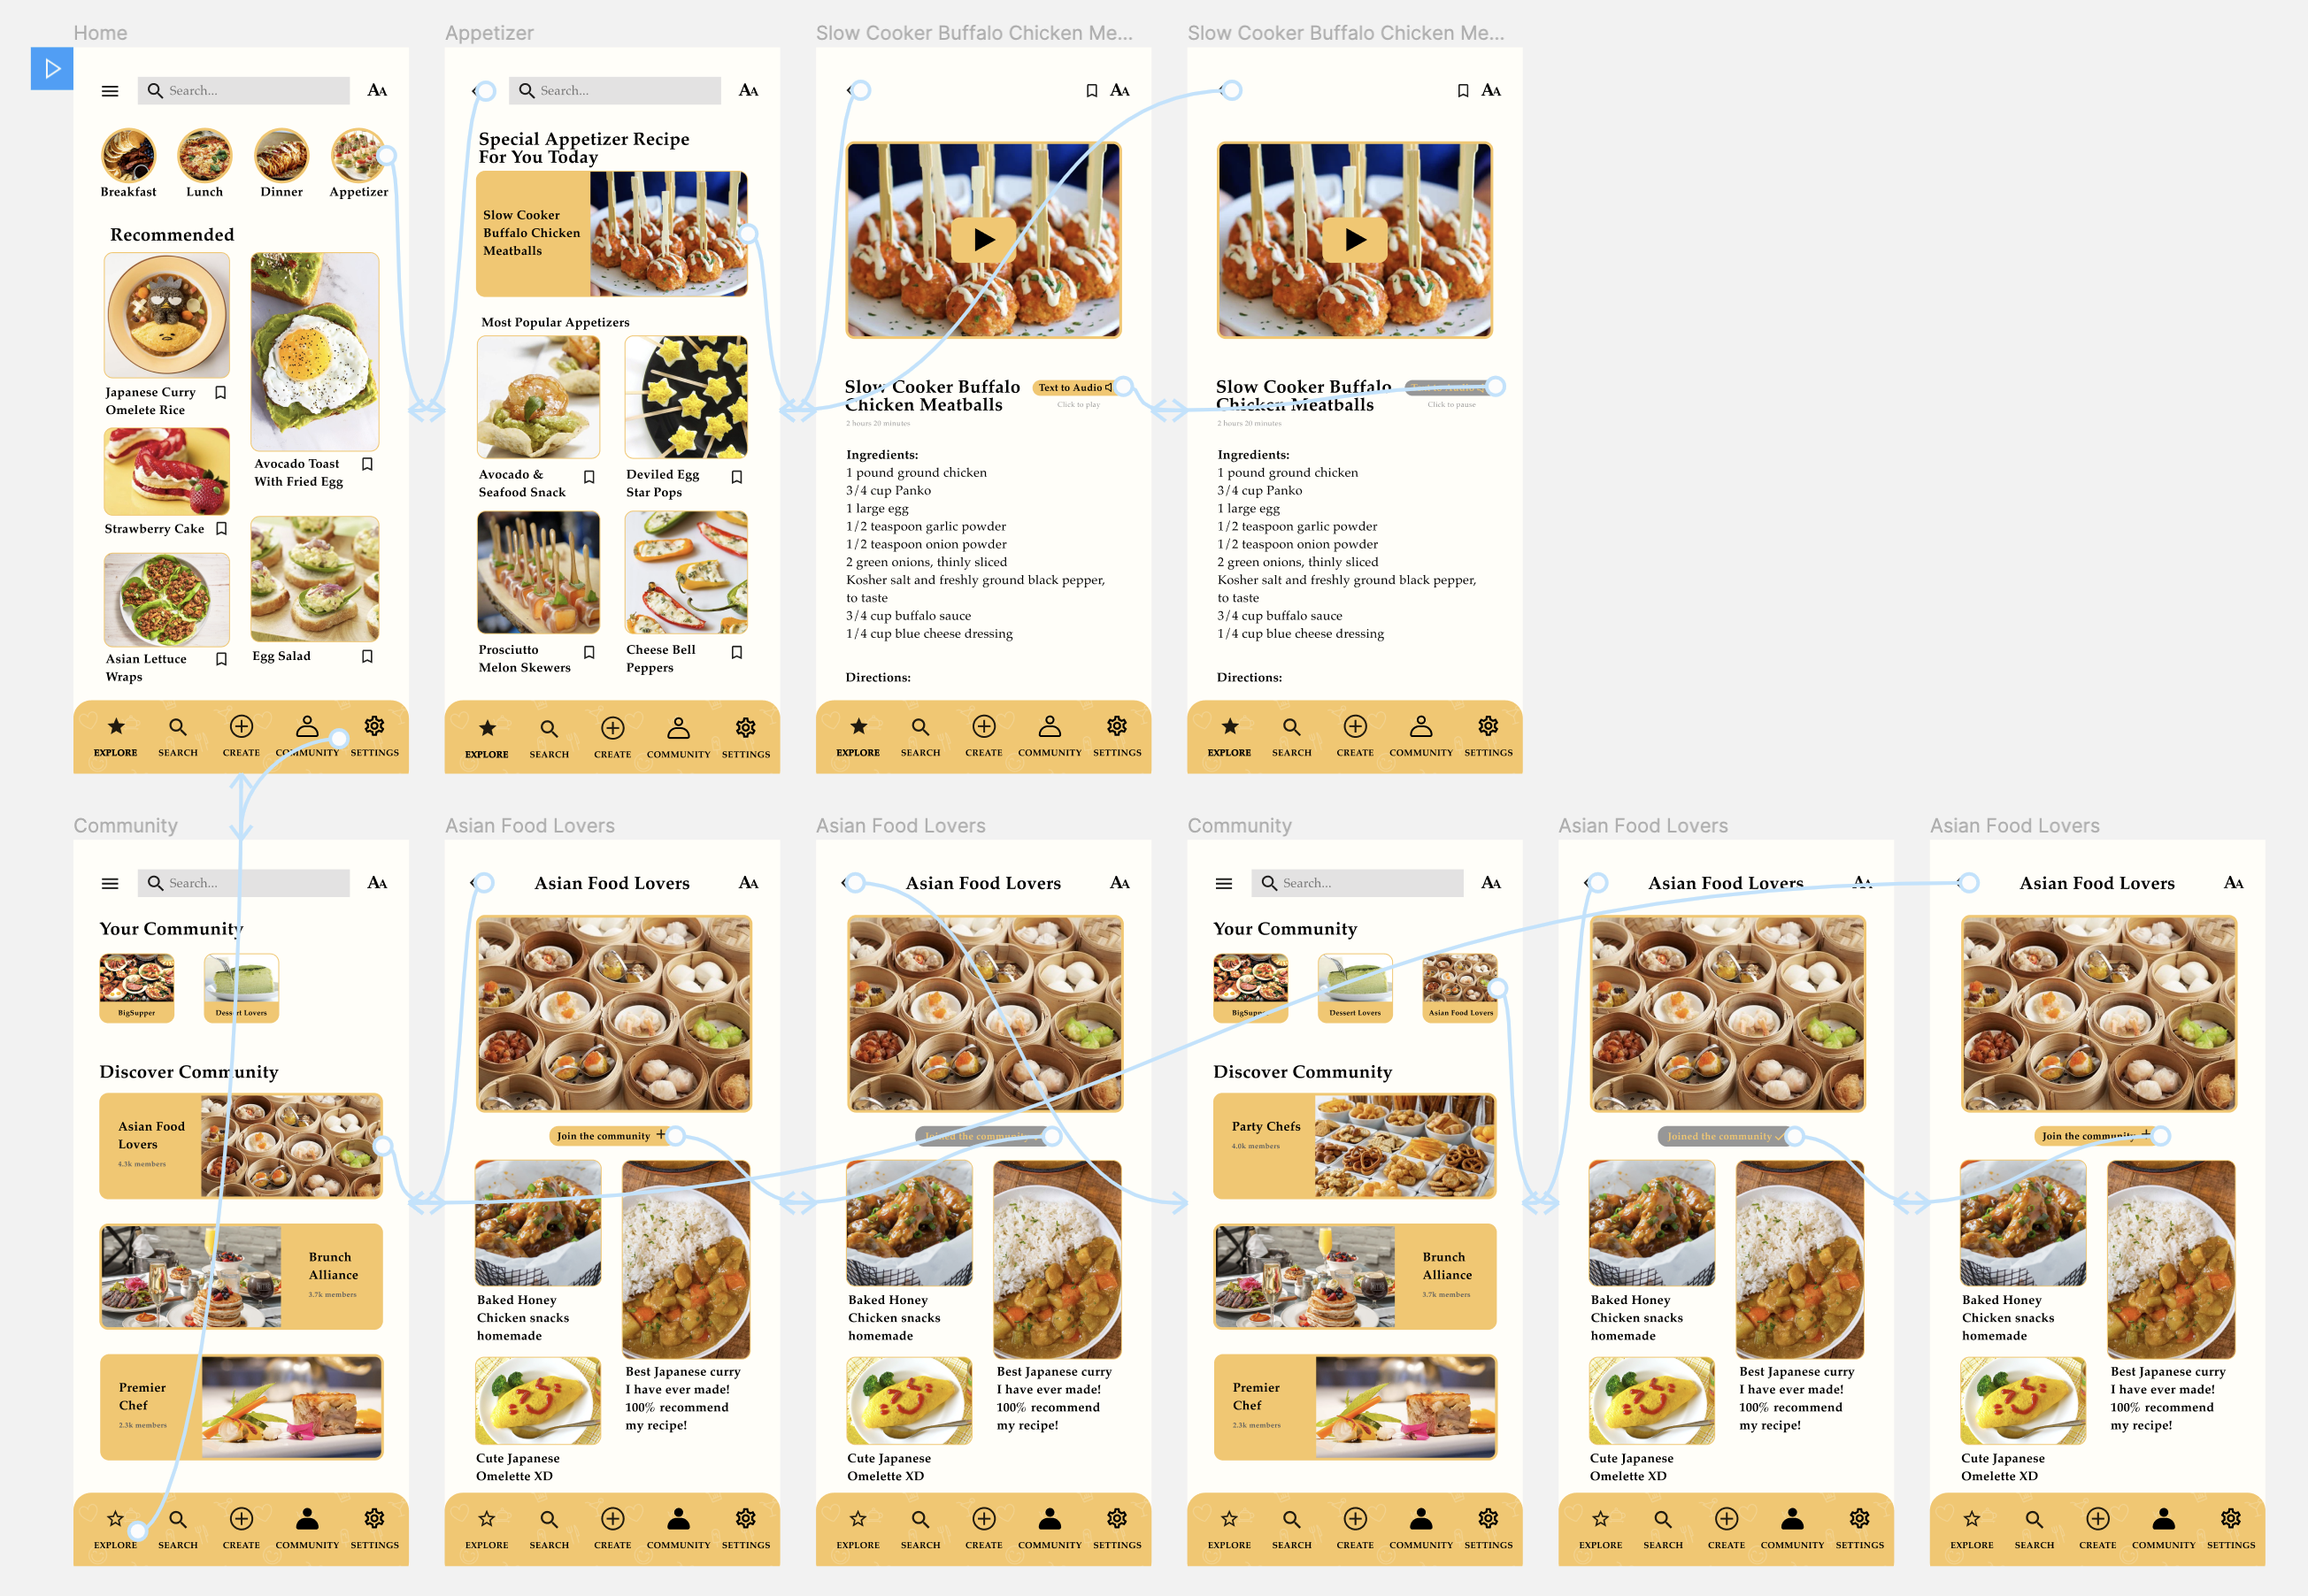 Home
Search...
AA
Breakfast
Lunch
Dinner
Appetizer
Recommended
Japanese Curry
Omelete Rice
Avocado Toast
With Fried Egg
Strawberry Cake
Asian Lettuce
Wraps
Egg Salad
EXPLORE
SEARCH
CREATE
COMMUNITY
SETTINGS
Appetizer
Search...
AA
Special Appetizer Recipe
For You Today
Slow Cooker
Buffalo Chicken
Meatballs
Most Popular Appetizers
Avocado &
Seafood Snack
Deviled Egg
Star Pops
Prosciutto
Melon Skewers
Cheese Bell
Peppers
EXPLORE
SEARCH
CREATE
COMMUNITY
SETTINGS
Slow Cooker Buffalo Chicken Me...
AA
Slow Cooker Buffalo
Chicken Meatballs
Text to Audio
Click to play
2 hours 20 minutes
Ingredients:
1 pound ground chicken
3/4 cup Panko
1 large egg
1/2 teaspoon garlic powder
1/2 teaspoon onion powder
2 green onions, thinly sliced
Kosher salt and freshly ground black pepper,
to taste
3/4 cup buffalo sauce
1/4 cup blue cheese dressing
Directions:
EXPLORE
SEARCH
CREATE
COMMUNITY
SETTINGS
Slow Cooker Buffalo Chicken Me...
AA
Slow Cooker Buffalo
Chicken Meatballs
Text to Audio
Click to pause
2 hours 20 minutes
Ingredients:
1 pound ground chicken
3/4 cup Panko
1 large egg
1/2 teaspoon garlic powder
1/2 teaspoon onion powder
2 green onions, thinly sliced
Kosher salt and freshly ground black pepper,
to taste
3/4 cup buffalo sauce
1/4 cup blue cheese dressing
Directions:
EXPLORE
SEARCH
CREATE
COMMUNITY
SETTINGS
Community
Search...
AA
Your Community
BigSupper
Dessert Lovers
Discover Community
Asian Food
Lovers
4.3k members
Brunch
Alliance
3.7k members
Premier
Chef
2.3k members
EXPLORE
SEARCH
CREATE
COMMUNITY
SETTINGS
Asian Food Lovers
Asian Food Lovers
AA
Join the community +
Baked Honey
Chicken snacks
homemade
Best Japanese curry
I have ever made!
100% recommend
my recipe!
Cute Japanese
Omelette XD
EXPLORE
SEARCH
CREATE
COMMUNITY
SETTINGS
Asian Food Lovers
Asian Food Lovers
AA
Joined the community
Baked Honey
Chicken snacks
homemade
Best Japanese curry
I have ever made!
100% recommend
my recipe!
Cute Japanese
Omelette XD
EXPLORE
SEARCH
CREATE
COMMUNITY
SETTINGS
Community
Search...
AA
Your Community
BigSupper
Dessert Lovers
Asian Food Lovers
Discover Community
Party Chefs
4.0k members
Brunch
Alliance
3.7k members
Premier
Chef
2.3k members
EXPLORE
SEARCH
CREATE
COMMUNITY
SETTINGS
Asian Food Lovers
Asian Food Lovers
AA
Joined the community
Baked Honey
Chicken snacks
homemade
Best Japanese curry
I have ever made!
100% recommend
my recipe!
Cute Japanese
Omelette XD
EXPLORE
SEARCH
CREATE
COMMUNITY
SETTINGS
Asian Food Lovers
Asian Food Lovers
AA
Join the community +
Baked Honey
Chicken snacks
homemade
Best Japanese curry
I have ever made!
100% recommend
my recipe!
Cute Japanese
Omelette XD
EXPLORE
SEARCH
CREATE
COMMUNITY
SETTINGS